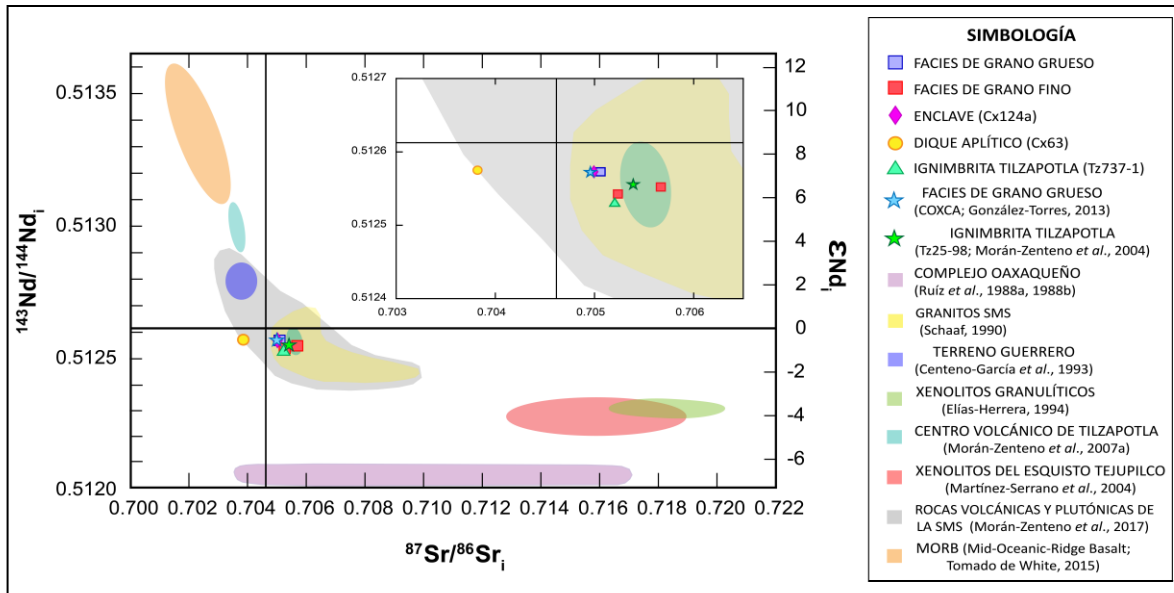 0.5135
0.5130
0.5125
0.5120
¹⁴³Nd/¹⁴⁴Ndᵢ
0.700 0.702 0.704 0.706 0.708 0.710 0.712 0.714 0.716 0.718 0.720 0.722
⁸⁷Sr/⁸⁶Srᵢ
12
10
8
6
4
2
0
-2
-4
-6
εNdᵢ
0.5127
0.5126
0.5125
0.5124
0.703 0.704 0.705 0.706
SIMBOLOGÍA
FACIES DE GRANO GRUESO
FACIES DE GRANO FINO
ENCLAVE (Cx124a)
DIQUE APLÍTICO (Cx63)
IGNIMBRITA TILZAPOTLA (Tz737-1)
FACIES DE GRANO GRUESO
(COXCA; González-Torres, 2013)
IGNIMBRITA TILZAPOTLA
(Tz25-98; Morán-Zenteno et al., 2004)
COMPLEJO OAXAQUEÑO
(Ruíz et al., 1988a, 1988b)
GRANITOS SMS
(Schaaf, 1990)
TERRENO GUERRERO
(Centeno-García et al., 1993)
XENOLITOS GRANULÍTICOS
(Elías-Herrera, 1994)
CENTRO VOLCÁNICO DE TILZAPOTLA
(Morán-Zenteno et al., 2007a)
XENOLITOS DEL ESQUISTO TEJUPILCO
(Martínez-Serrano et al., 2004)
ROCAS VOLCÁNICAS Y PLUTÓNICAS DE
LA SMS (Morán-Zenteno et al., 2017)
MORB (Mid-Oceanic-Ridge Basalt;
Tomado de White, 2015)